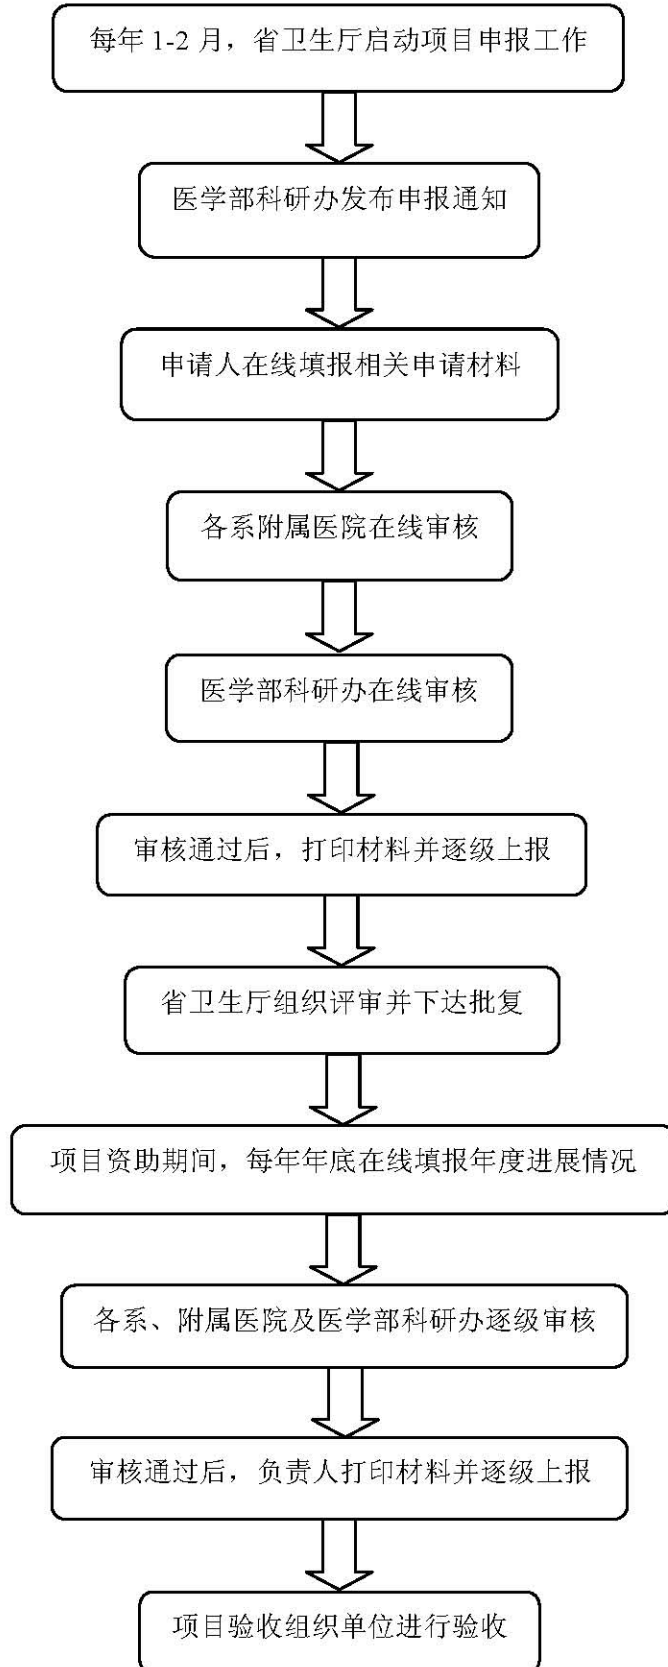 每年 1-2 月，省卫生厅启动项目申报工作
医学部科研办发布申报通知
申请人在线填报相关申请材料
各系附属医院在线审核
医学部科研办在线审核
审核通过后，打印材料并逐级上报
省卫生厅组织评审并下达批复
项目资助期间，每年年底在线填报年度进展情况
各系、附属医院及医学部科研办逐级审核
审核通过后，负责人打印材料并逐级上报
项目验收组织单位进行验收